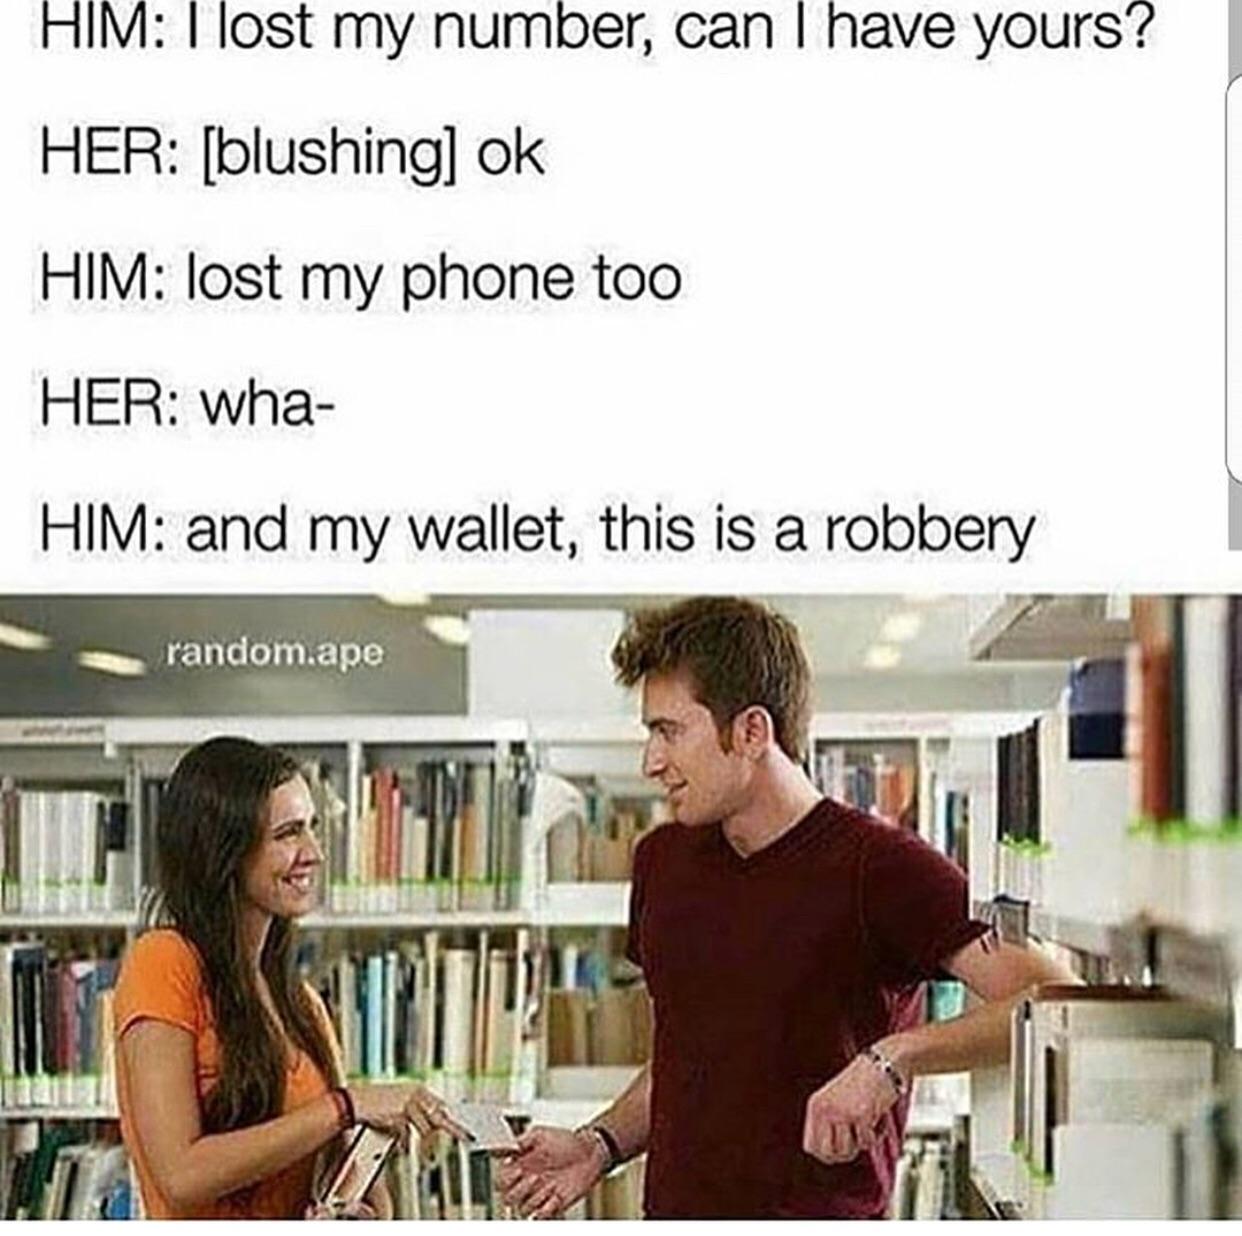 HIM: I lost my number, can I have yours?
HER: [blushing] ok
HIM: lost my phone too
HER: wha-
HIM: and my wallet, this is a robbery
random.ape